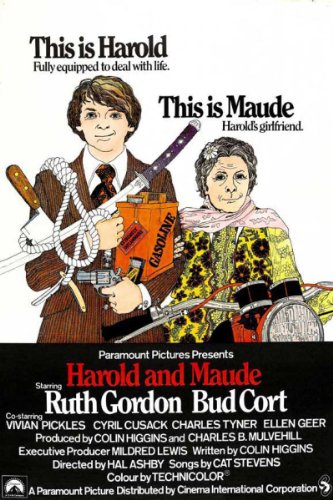 This is Harold
Fully equipped to deal with life.
This is Maude
Harold's girlfriend.
GASOLINE
Paramount Pictures Presents
Harold and Maude
Starring
Ruth Gordon Bud Cort
Co-starring
VIVIAN PICKLES CYRIL CUSACK CHARLES TYNER ELLEN GEER
Produced by COLIN HIGGINS and CHARLES B. MULVEHILL
Executive Producer MILDRED LEWIS Written by COLIN HIGGINS
Directed by HAL ASHBY Songs by CAT STEVENS
Colour by TECHNICOLOR®
A Paramount Picture Distributed by Cinema International Corporation